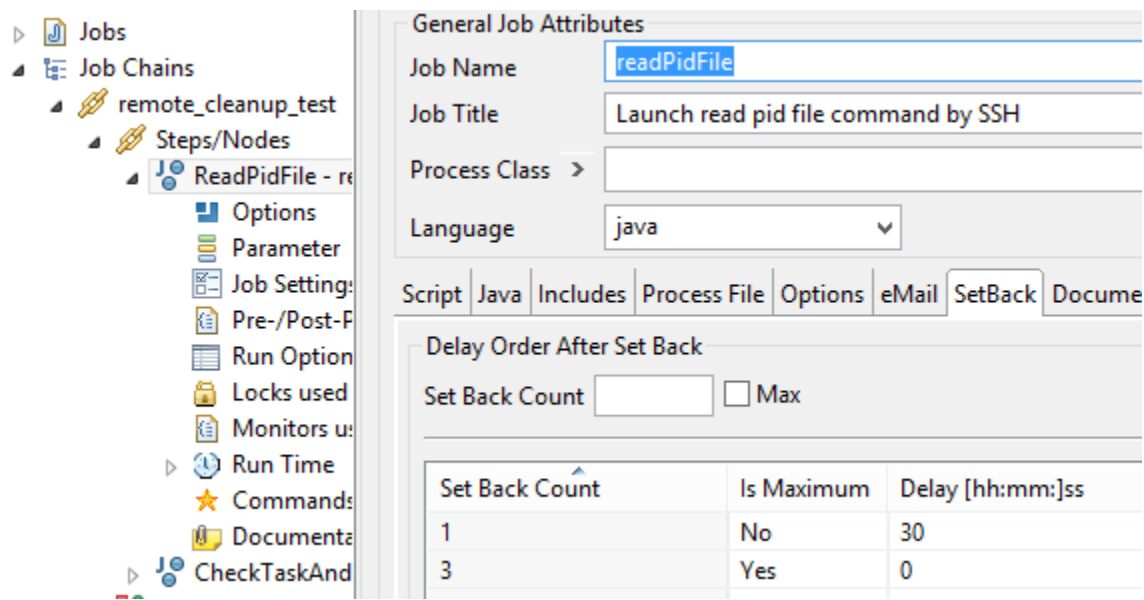 Jobs
Job Chains
remote_cleanup_test
Steps/Nodes
ReadPidFile - re
Options
Parameter
Job Settings
Pre-/Post-P
Run Option
Locks used
Monitors us
Run Time
Commands
Documenta
CheckTaskAnd
General Job Attributes
Job Name readPidFile
Job Title Launch read pid file command by SSH
Process Class >
Language java
Script Java Includes Process File Options eMail SetBack Docume
Delay Order After Set Back
Set Back Count Max
Set Back Count Is Maximum Delay [hh:mm:]ss
1 No 30
3 Yes 0